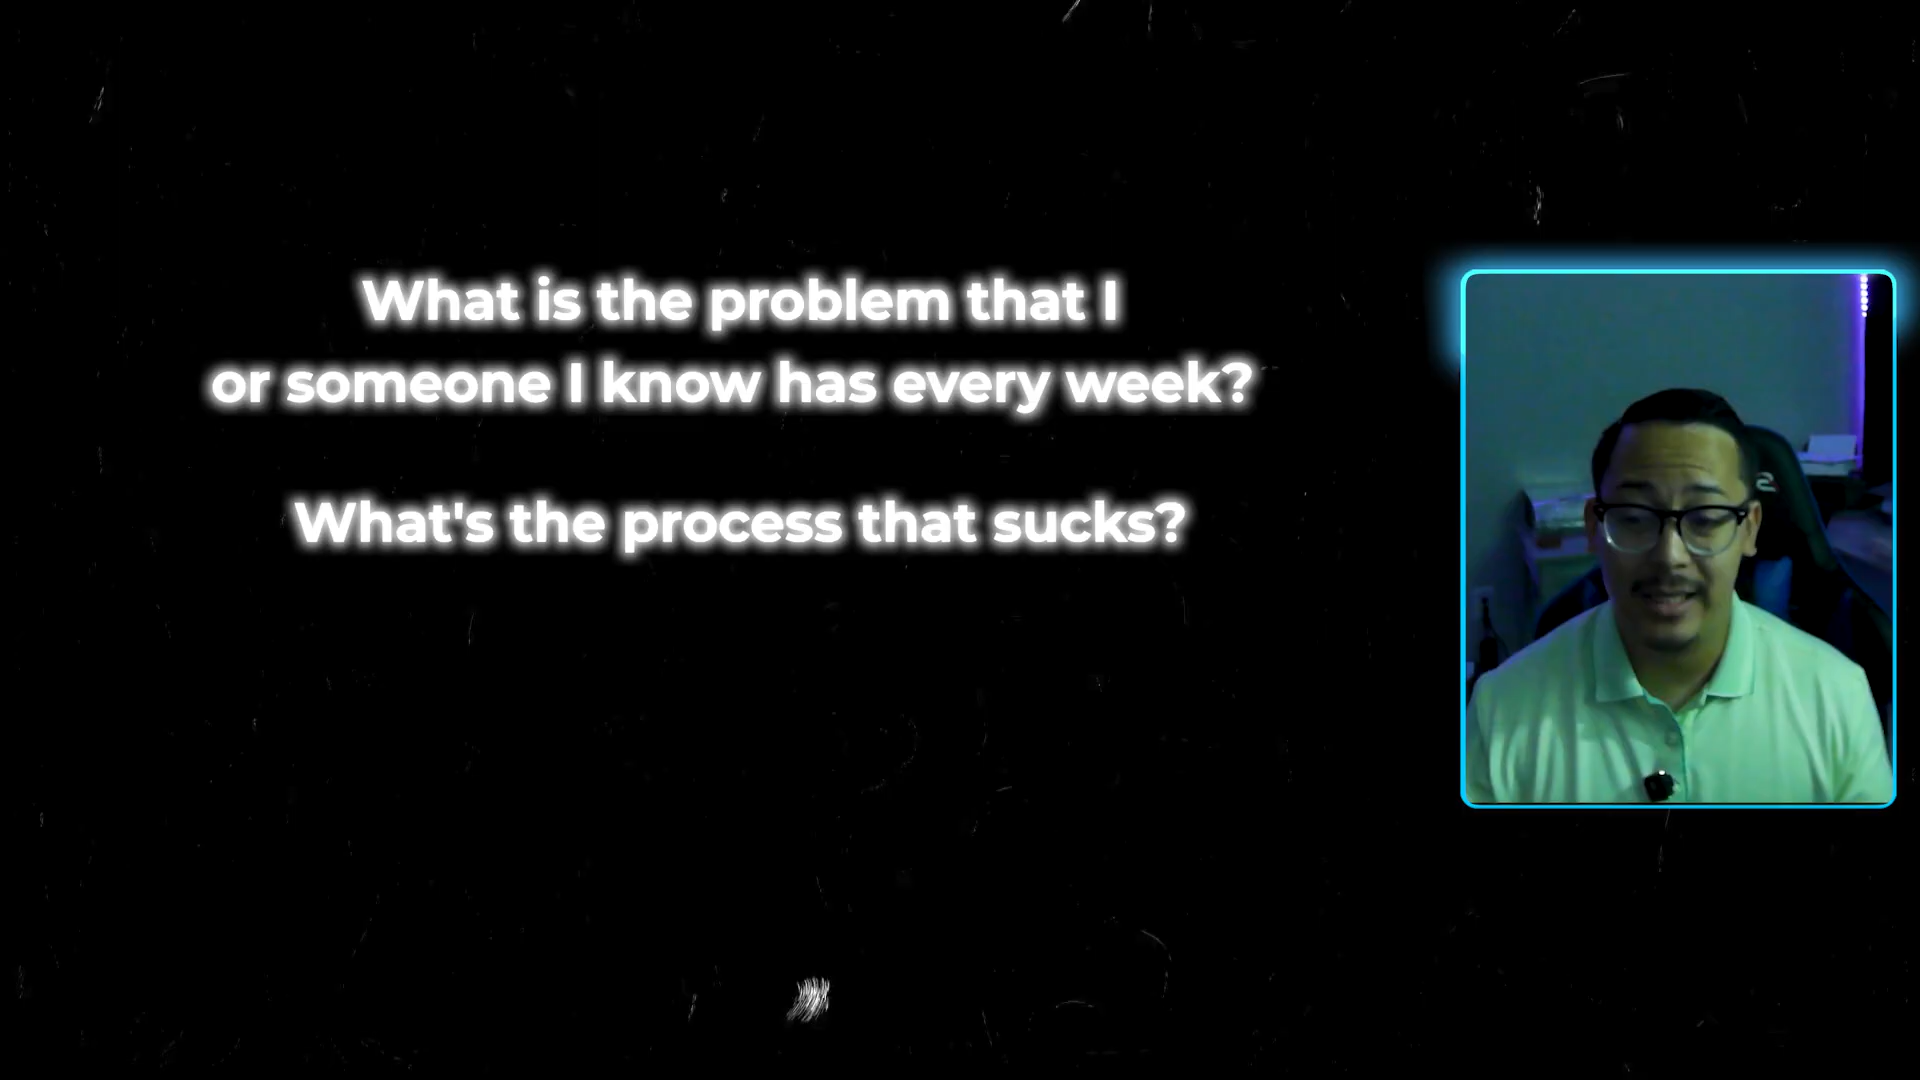 What is the problem that I
or someone I know has every week?
What's the process that sucks?